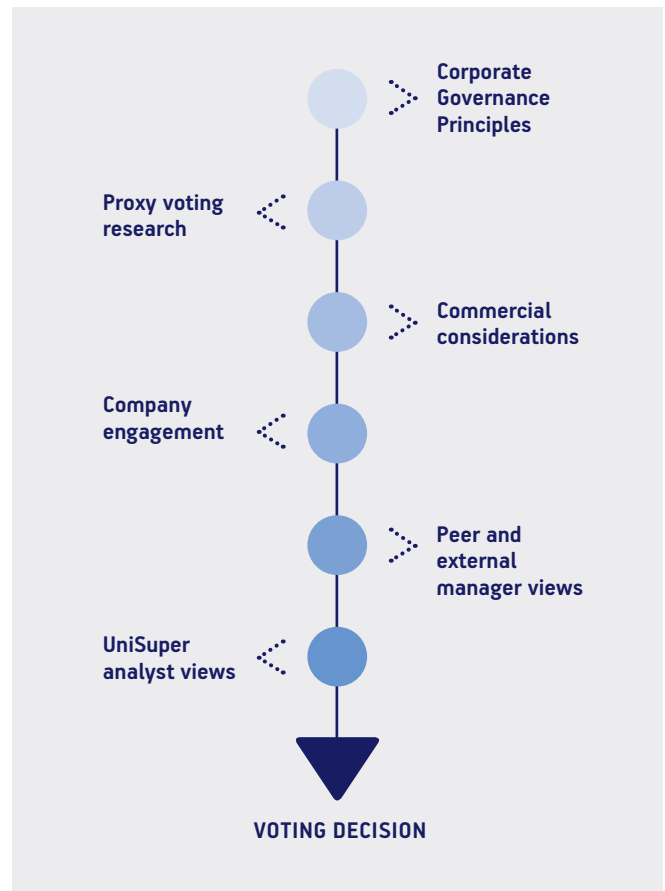 Corporate
Governance
Principles
Proxy voting
research
Commercial
considerations
Company
engagement
Peer and
external
manager views
UniSuper
analyst views
VOTING DECISION